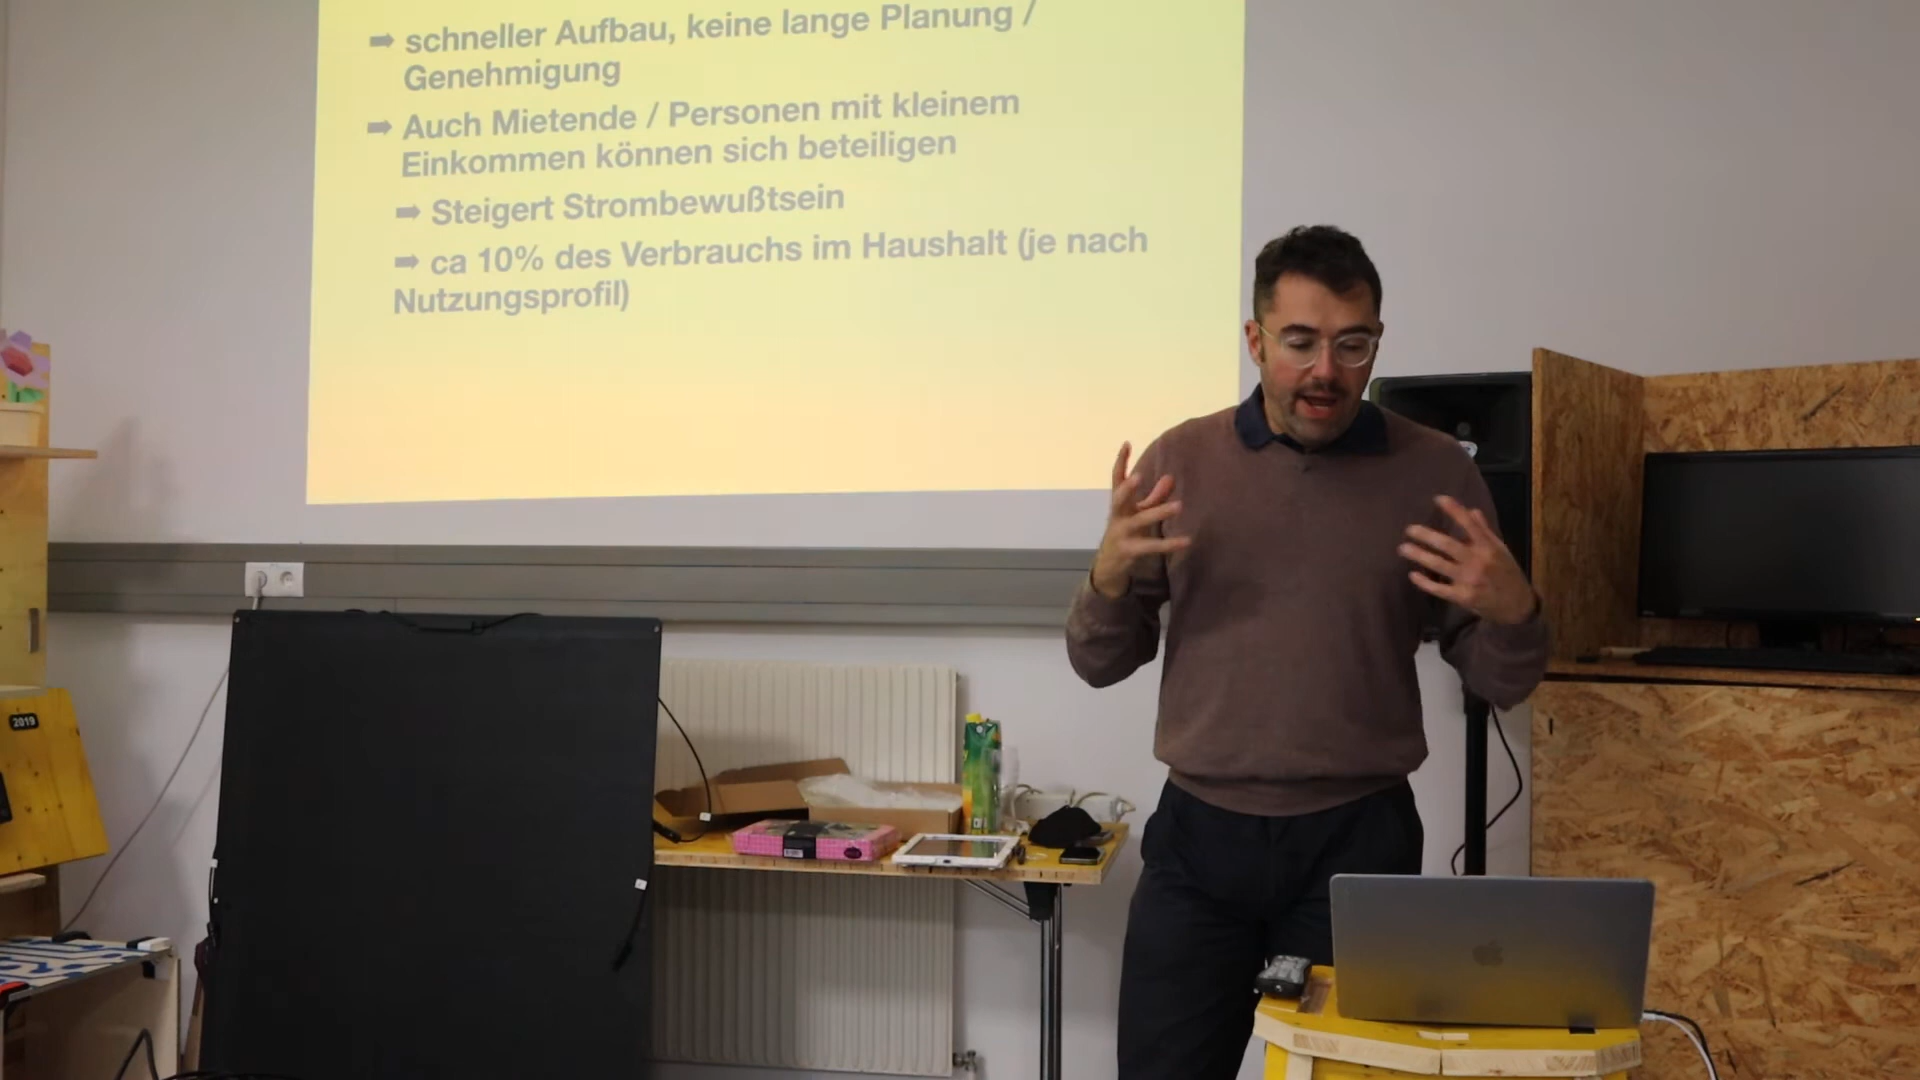 ➡ schneller Aufbau, keine lange Planung /
Genehmigung
➡ Auch Mietende / Personen mit kleinem
Einkommen können sich beteiligen
➡ Steigert Strombewußtsein
➡ ca 10% des Verbrauchs im Haushalt (je nach
Nutzungsprofil)
2019